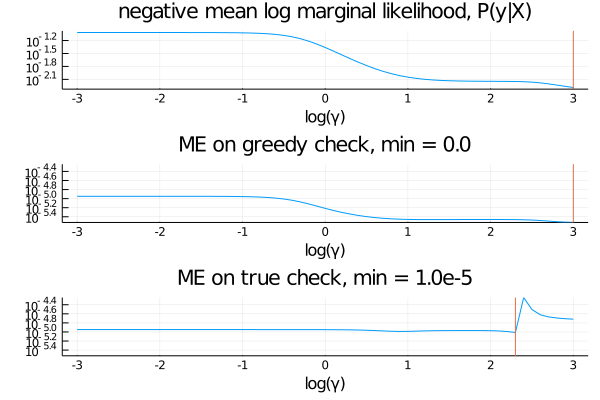 negative mean log marginal likelihood, P(y|X)
10^-1.2
10^-1.5
10^-1.8
10^-2.1
-3 -2 -1 0 1 2 3
log(γ)
ME on greedy check, min = 0.0
10^-4.4
10^-4.6
10^-4.8
10^-5.0
10^-5.2
10^-5.4
-3 -2 -1 0 1 2 3
log(γ)
ME on true check, min = 1.0e-5
10^-4.4
10^-4.6
10^-4.8
10^-5.0
10^-5.2
10^-5.4
-3 -2 -1 0 1 2 3
log(γ)